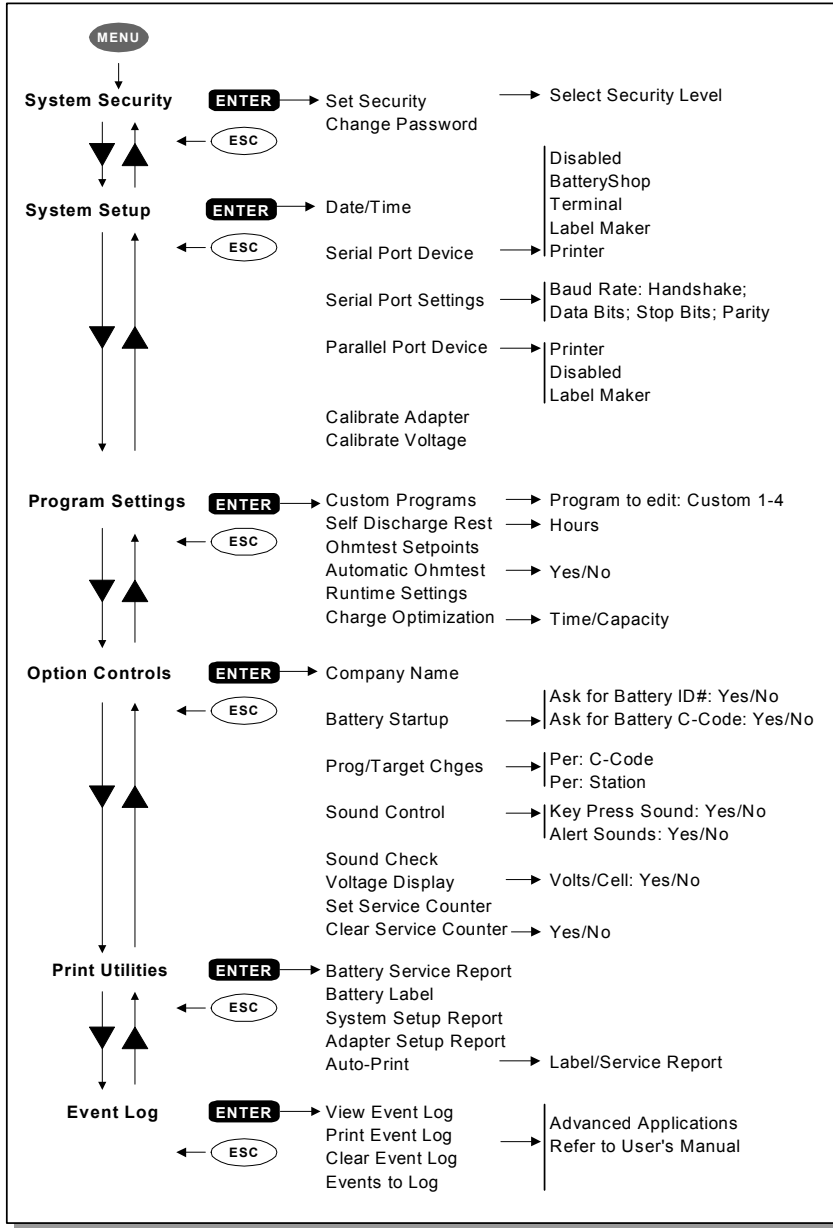 MENU
System Security ENTER Set Security Select Security Level
Change Password
ESC
Disabled
BatteryShop
Terminal
Label Maker
Printer
System Setup ENTER Date/Time
ESC
Serial Port Device
Serial Port Settings Baud Rate: Handshake;
Data Bits; Stop Bits; Parity
Parallel Port Device Printer
Disabled
Label Maker
Calibrate Adapter
Calibrate Voltage
Program Settings ENTER Custom Programs Program to edit: Custom 1-4
Self Discharge Rest Hours
ESC
Ohmtest Setpoints
Automatic Ohmtest Yes/No
Runtime Settings
Charge Optimization Time/Capacity
Option Controls ENTER Company Name
ESC
Battery Startup Ask for Battery ID#: Yes/No
Ask for Battery C-Code: Yes/No
Prog/Target Chges Per: C-Code
Per: Station
Sound Control Key Press Sound: Yes/No
Alert Sounds: Yes/No
Sound Check
Voltage Display Volts/Cell: Yes/No
Set Service Counter
Clear Service Counter Yes/No
Print Utilities ENTER Battery Service Report
ESC
Battery Label
System Setup Report
Adapter Setup Report
Auto-Print Label/Service Report
Event Log ENTER View Event Log
ESC
Print Event Log
Clear Event Log
Events to Log
Advanced Applications
Refer to User's Manual